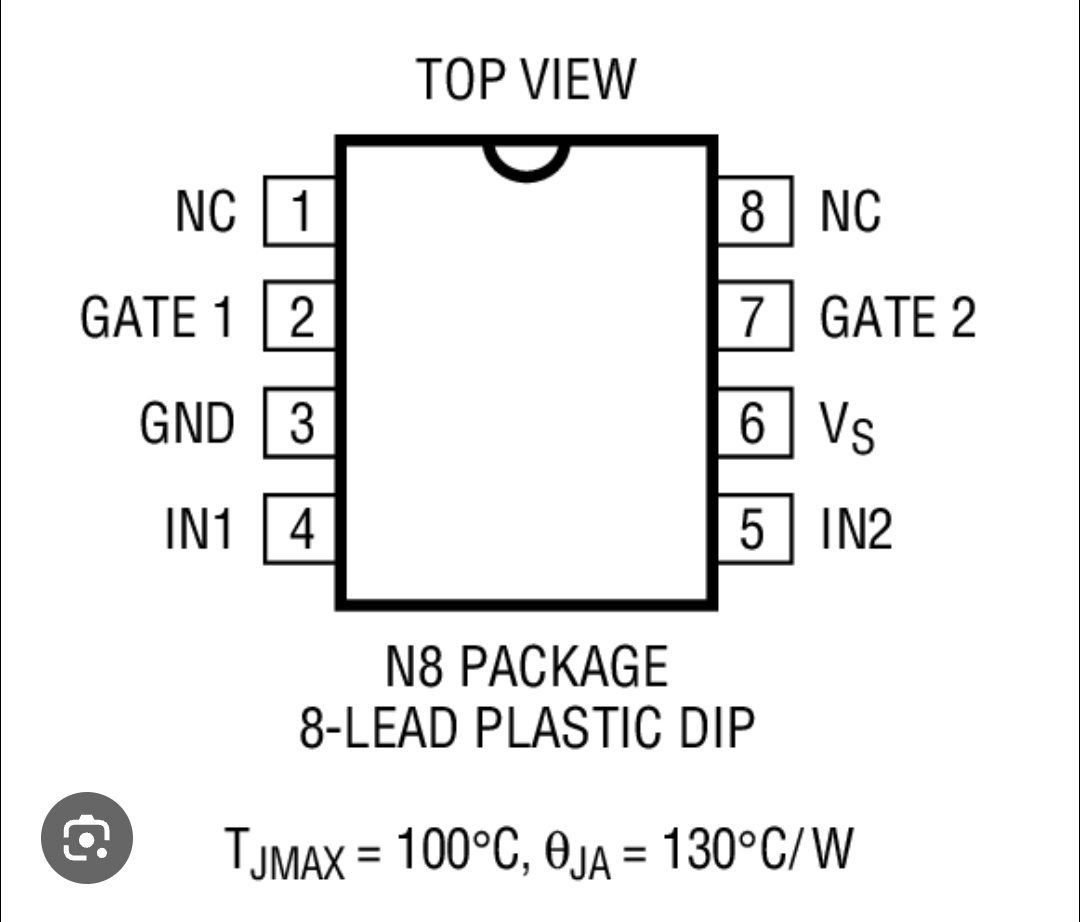 TOP VIEW
NC 1 8 NC
GATE 1 2 7 GATE 2
GND 3 6 VS
IN1 4 5 IN2
N8 PACKAGE
8-LEAD PLASTIC DIP
TJMAX = 100°C, θJA = 130°C/W